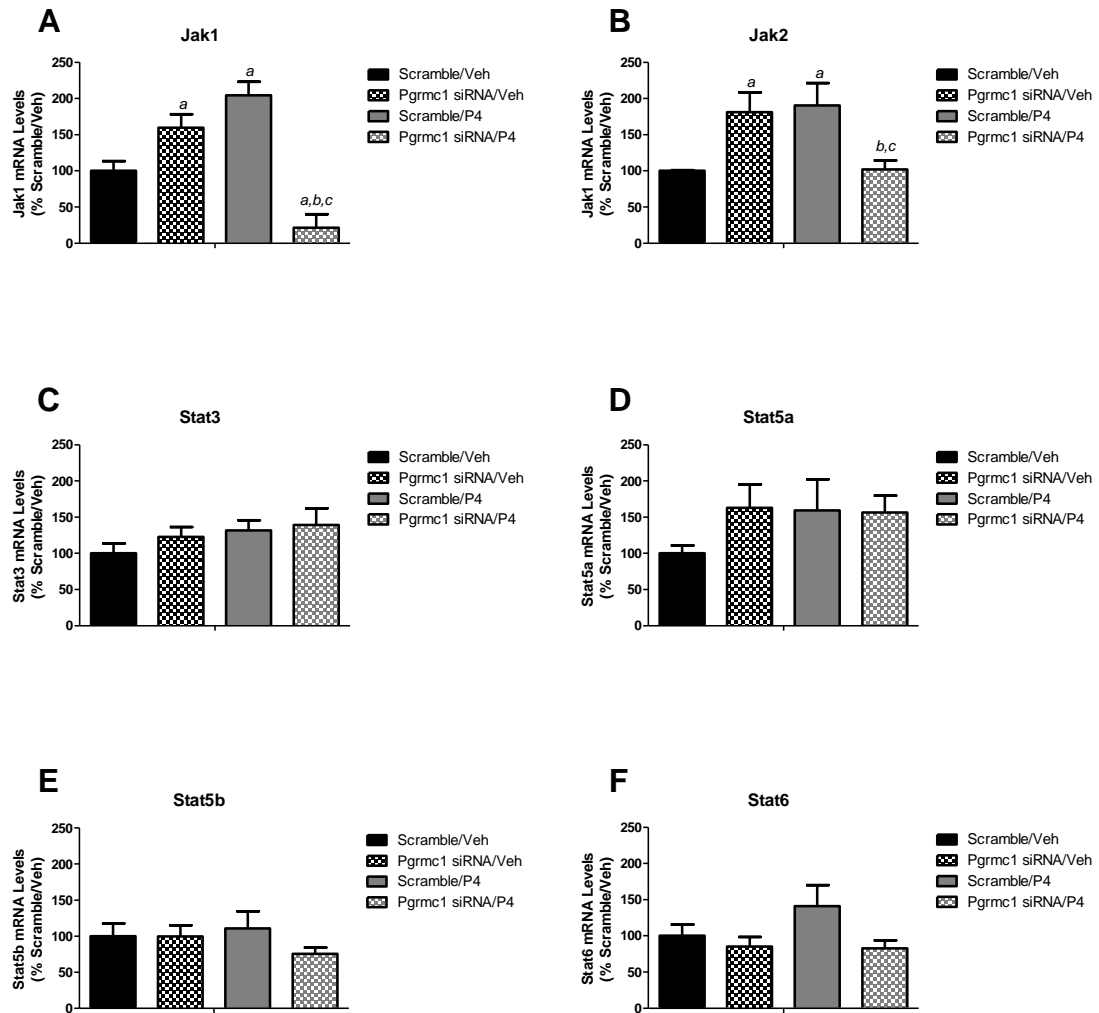 A
Jak1
Jak1 mRNA Levels
(% Scramble/Veh)
250
200
150
100
50
0
a
a
a,b,c
Scramble/Veh
Pgrmc1 siRNA/Veh
Scramble/P4
Pgrmc1 siRNA/P4
B
Jak2
Jak1 mRNA Levels
(% Scramble/Veh)
250
200
150
100
50
0
a
a
b,c
Scramble/Veh
Pgrmc1 siRNA/Veh
Scramble/P4
Pgrmc1 siRNA/P4
C
Stat3
Stat3 mRNA Levels
(% Scramble/Veh)
250
200
150
100
50
0
Scramble/Veh
Pgrmc1 siRNA/Veh
Scramble/P4
Pgrmc1 siRNA/P4
D
Stat5a
Stat5a mRNA Levels
(% Scramble/Veh)
250
200
150
100
50
0
Scramble/Veh
Pgrmc1 siRNA/Veh
Scramble/P4
Pgrmc1 siRNA/P4
E
Stat5b
Stat5b mRNA Levels
(% Scramble/Veh)
250
200
150
100
50
0
Scramble/Veh
Pgrmc1 siRNA/Veh
Scramble/P4
Pgrmc1 siRNA/P4
F
Stat6
Stat6 mRNA Levels
(% Scramble/Veh)
250
200
150
100
50
0
Scramble/Veh
Pgrmc1 siRNA/Veh
Scramble/P4
Pgrmc1 siRNA/P4